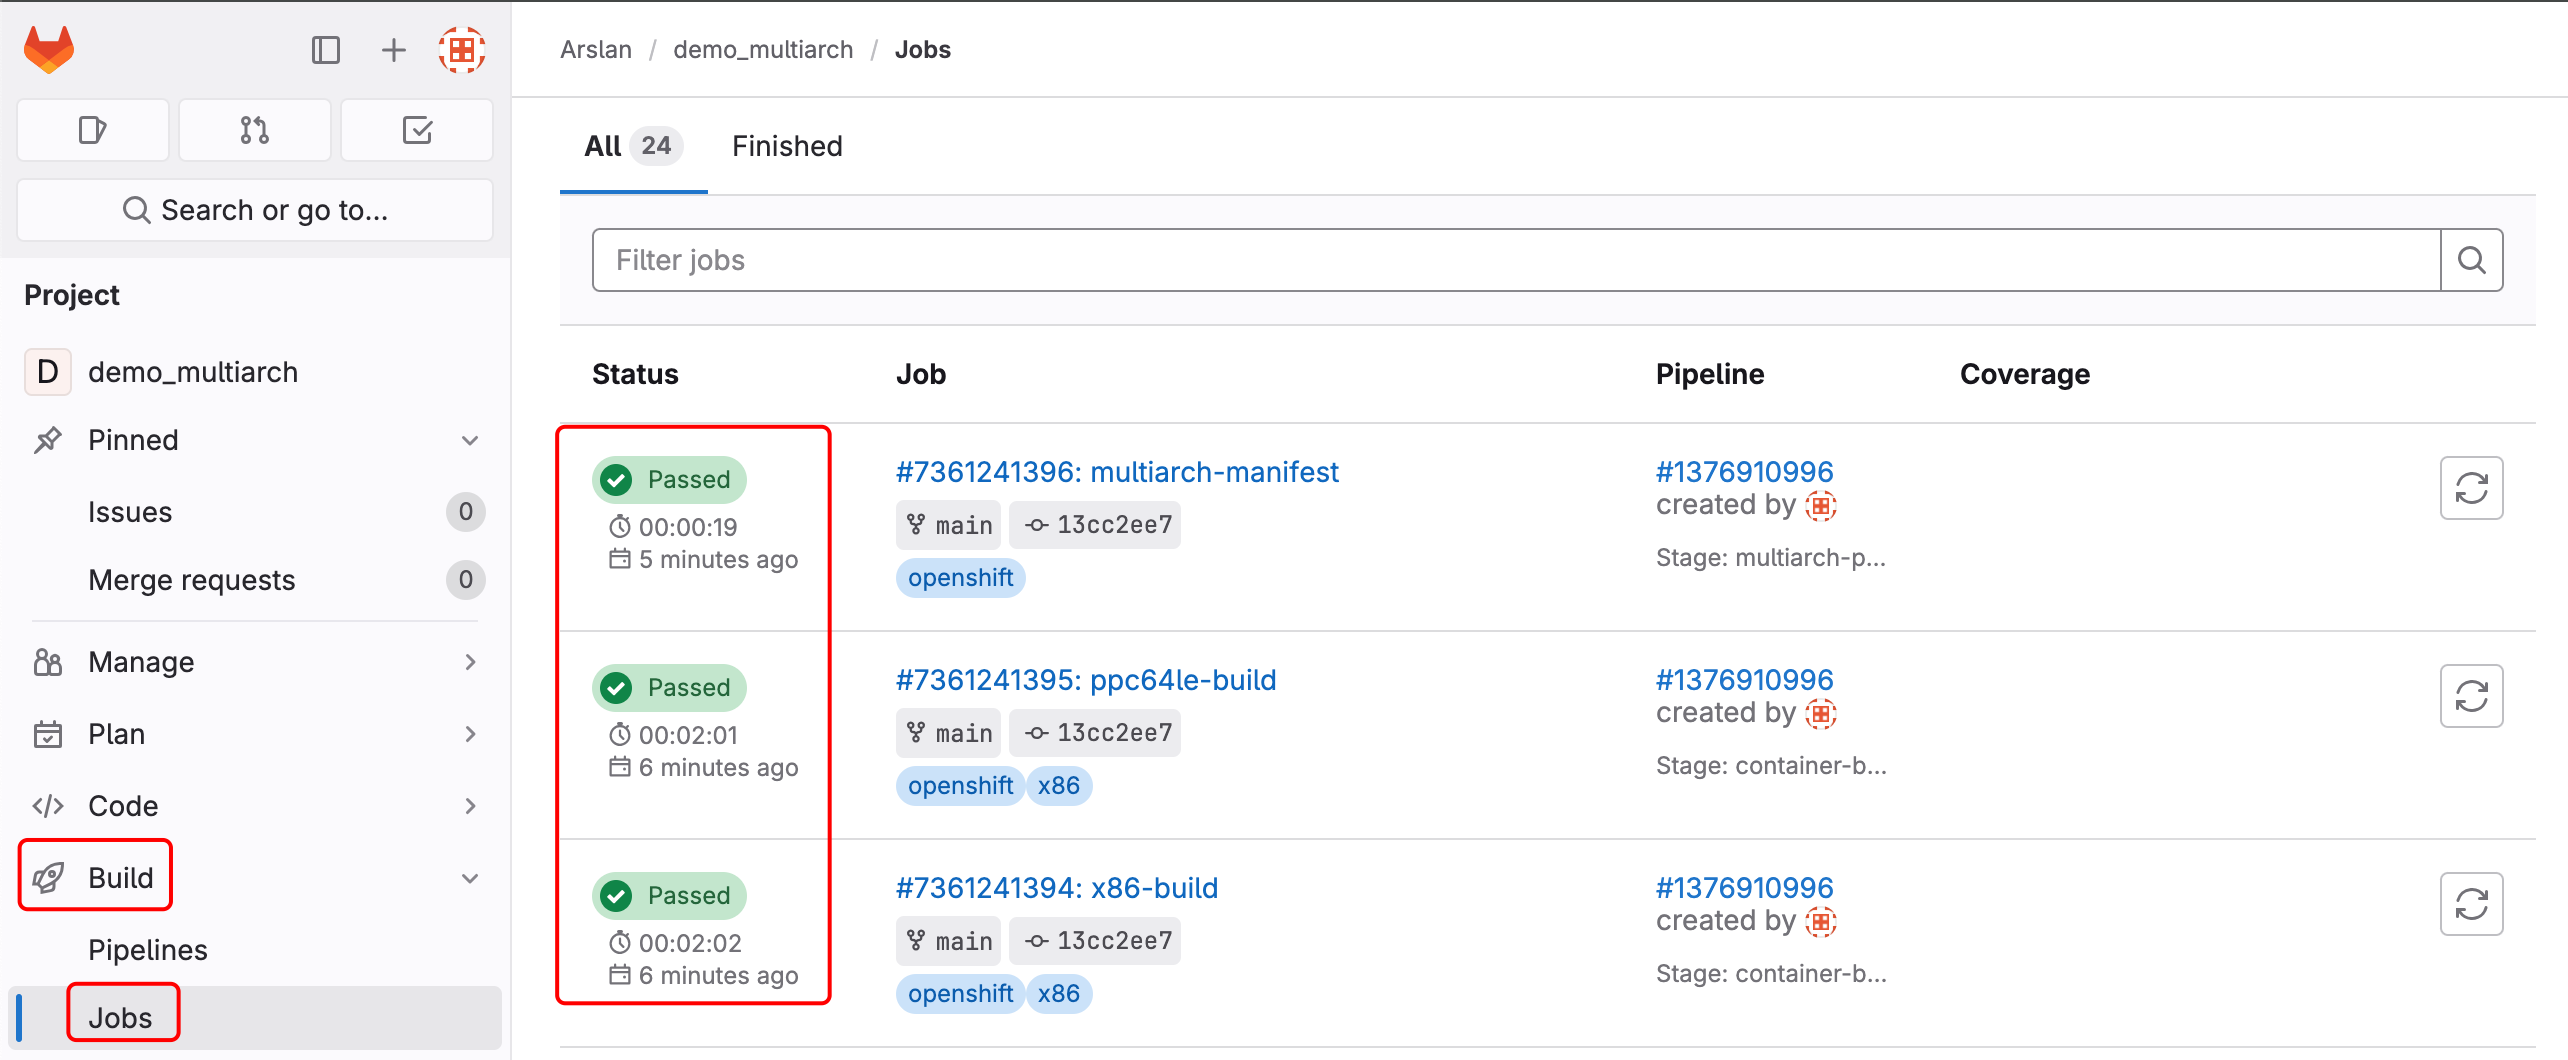 Search or go to...
Project
D demo_multiarch
Pinned
Issues 0
Merge requests 0
Manage
Plan
Code
Build
Pipelines
Jobs
Arslan / demo_multiarch / Jobs
All 24 Finished
Filter jobs
Status Job Pipeline Coverage
Passed
00:00:19
5 minutes ago
#7361241396: multiarch-manifest
main 13cc2ee7
openshift
#1376910996
created by
Stage: multiarch-p...
Passed
00:02:01
6 minutes ago
#7361241395: ppc64le-build
main 13cc2ee7
openshift x86
#1376910996
created by
Stage: container-b...
Passed
00:02:02
6 minutes ago
#7361241394: x86-build
main 13cc2ee7
openshift x86
#1376910996
created by
Stage: container-b...